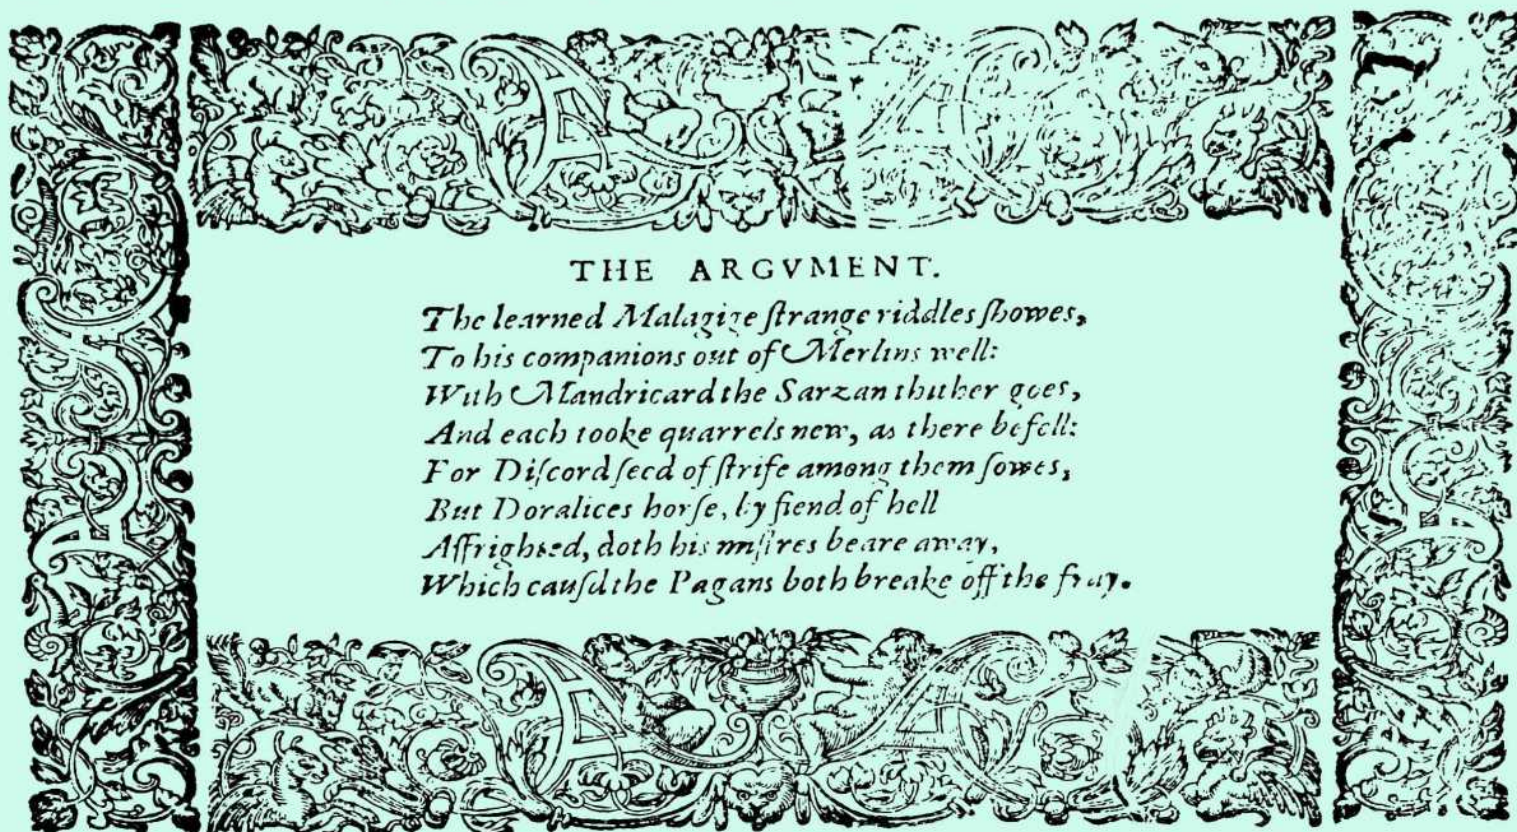 THE ARGVMENT.
The learned Malagige ſtrange riddles ſhowes,
To his companions out of Merlins well:
With Mandricard the Sarzan thither goes,
And each tooke quarrels new, as there befell:
For Diſcord ſeed of ſtrife among them ſowes,
But Doralices horſe, by fiend of hell
Affrighted, doth his miſtres beare away,
Which cauſd the Pagans both breake off the fray.